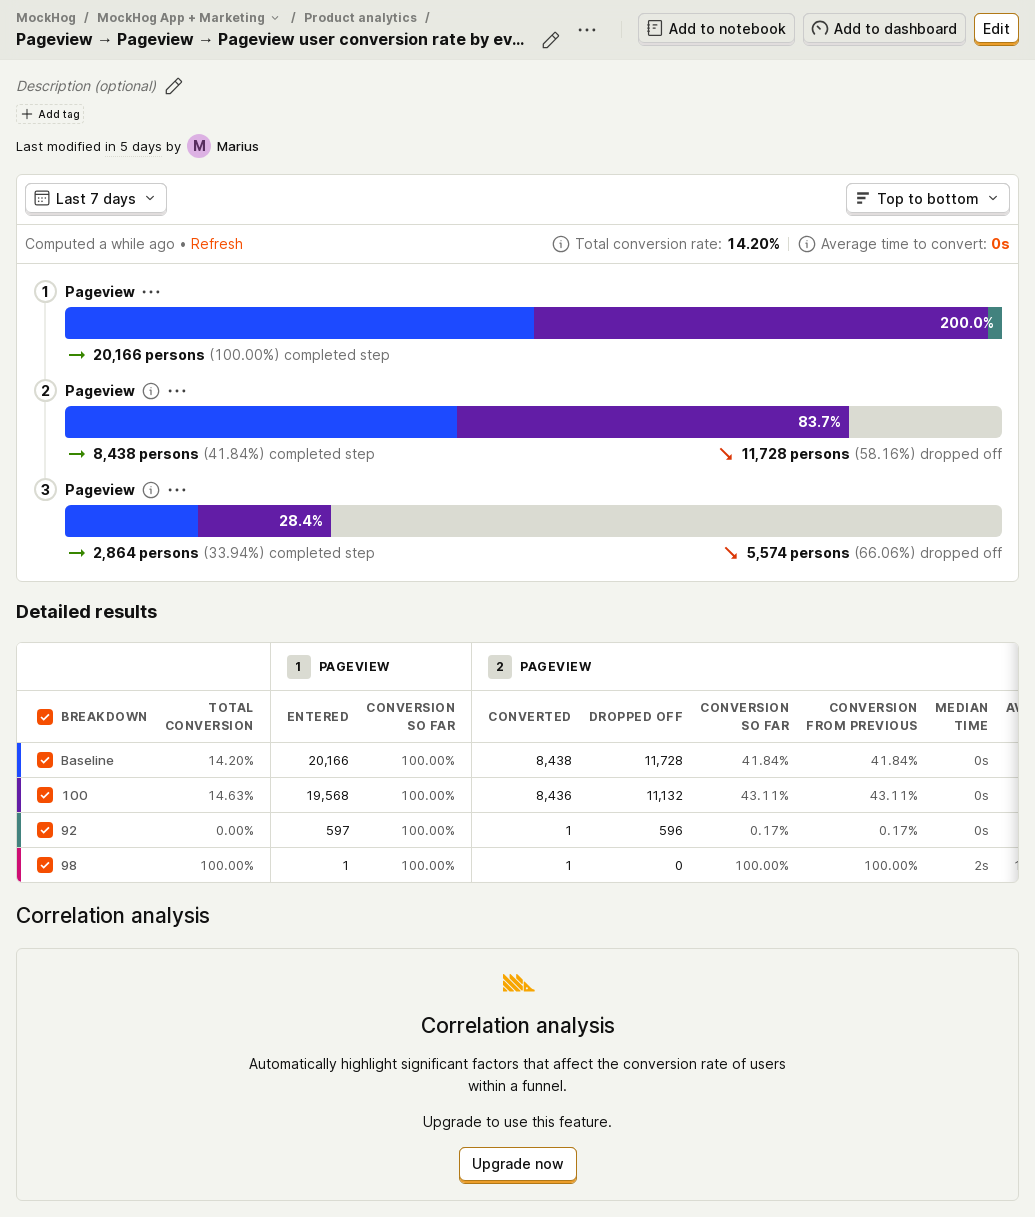 MockHog / MockHog App + Marketing / Product analytics /
Pageview → Pageview → Pageview user conversion rate by ev...
Add to notebook
Add to dashboard
Edit
Description (optional)
Add tag
Last modified in 5 days by M Marius
Last 7 days
Top to bottom
Computed a while ago • Refresh
Total conversion rate: 14.20%
Average time to convert: 0s
1 Pageview
200.0%
→ 20,166 persons (100.00%) completed step
2 Pageview
83.7%
→ 8,438 persons (41.84%) completed step
↘ 11,728 persons (58.16%) dropped off
3 Pageview
28.4%
→ 2,864 persons (33.94%) completed step
↘ 5,574 persons (66.06%) dropped off
Detailed results
1 PAGEVIEW
2 PAGEVIEW
BREAKDOWN
TOTAL
CONVERSION
ENTERED
CONVERSION
SO FAR
CONVERTED
DROPPED OFF
CONVERSION
SO FAR
CONVERSION
FROM PREVIOUS
MEDIAN
TIME
Baseline 14.20% 20,166 100.00% 8,438 11,728 41.84% 41.84% 0s
100 14.63% 19,568 100.00% 8,436 11,132 43.11% 43.11% 0s
92 0.00% 597 100.00% 1 596 0.17% 0.17% 0s
98 100.00% 1 100.00% 1 0 100.00% 100.00% 2s
Correlation analysis
Correlation analysis
Automatically highlight significant factors that affect the conversion rate of users
within a funnel.
Upgrade to use this feature.
Upgrade now